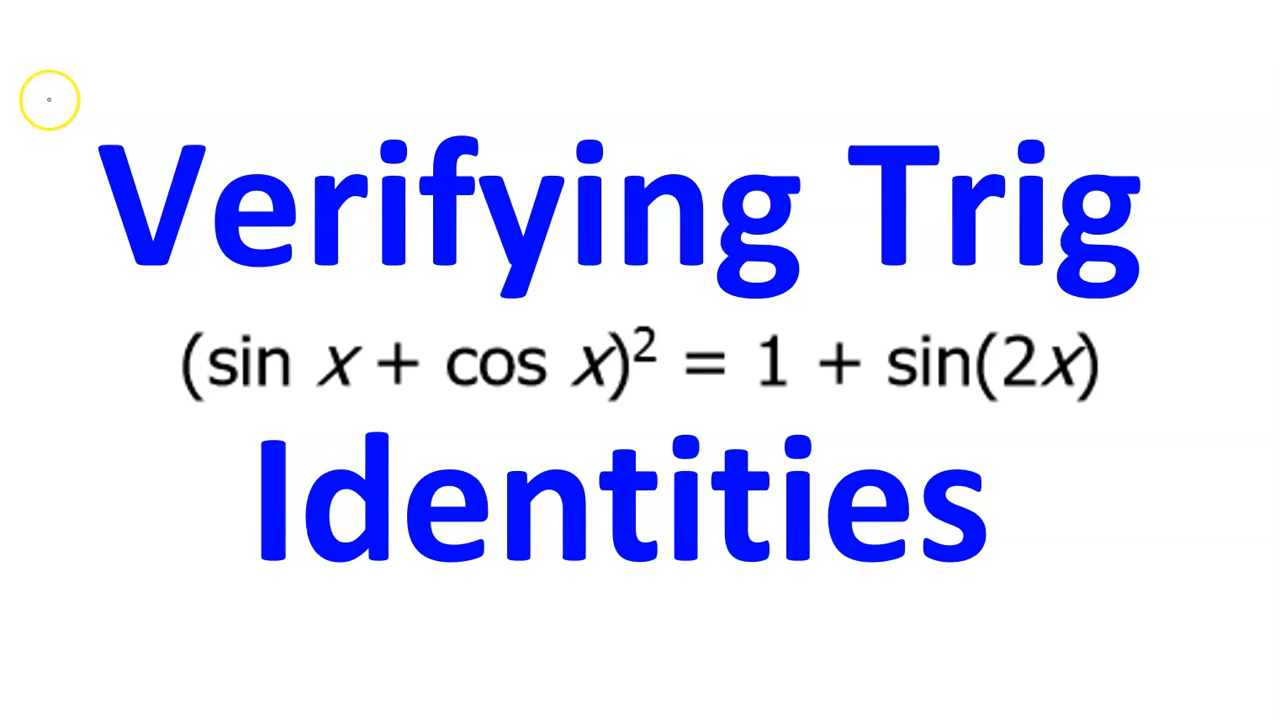 Verifying Trig
(sin x + cos x)² = 1 + sin(2x)
Identities